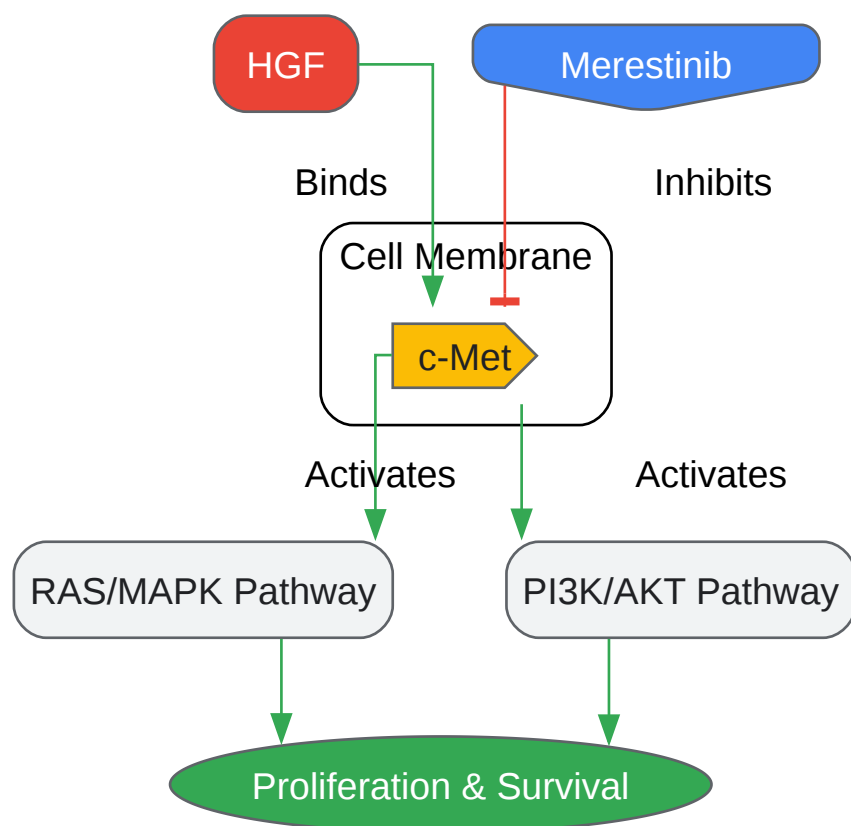 HGF
Merestinib
Binds
Inhibits
Cell Membrane
c-Met
Activates
Activates
RAS/MAPK Pathway
PI3K/AKT Pathway
Proliferation & Survival